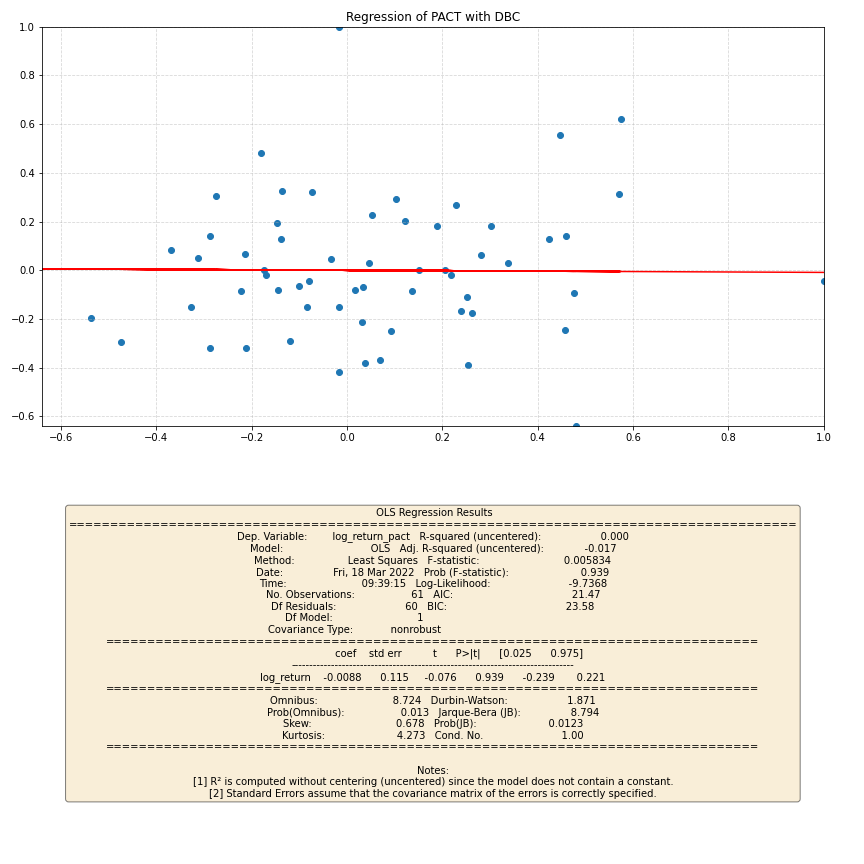 Regression of PACT with DBC
1.0
0.8
0.6
0.4
0.2
0.0
−0.2
−0.4
−0.6
−0.6 −0.4 −0.2 0.0 0.2 0.4 0.6 0.8 1.0
OLS Regression Results
==============================================================================
Dep. Variable: log_return_pact R-squared (uncentered): 0.000
Model: OLS Adj. R-squared (uncentered): -0.017
Method: Least Squares F-statistic: 0.005834
Date: Fri, 18 Mar 2022 Prob (F-statistic): 0.939
Time: 09:39:15 Log-Likelihood: -9.7368
No. Observations: 61 AIC: 21.47
Df Residuals: 60 BIC: 23.58
Df Model: 1
Covariance Type: nonrobust
==============================================================================
coef std err t P>|t| [0.025 0.975]
------------------------------------------------------------------------------
log_return -0.0088 0.115 -0.076 0.939 -0.239 0.221
==============================================================================
Omnibus: 8.724 Durbin-Watson: 1.871
Prob(Omnibus): 0.013 Jarque-Bera (JB): 8.794
Skew: 0.678 Prob(JB): 0.0123
Kurtosis: 4.273 Cond. No. 1.00
==============================================================================
Notes:
[1] R² is computed without centering (uncentered) since the model does not contain a constant.
[2] Standard Errors assume that the covariance matrix of the errors is correctly specified.